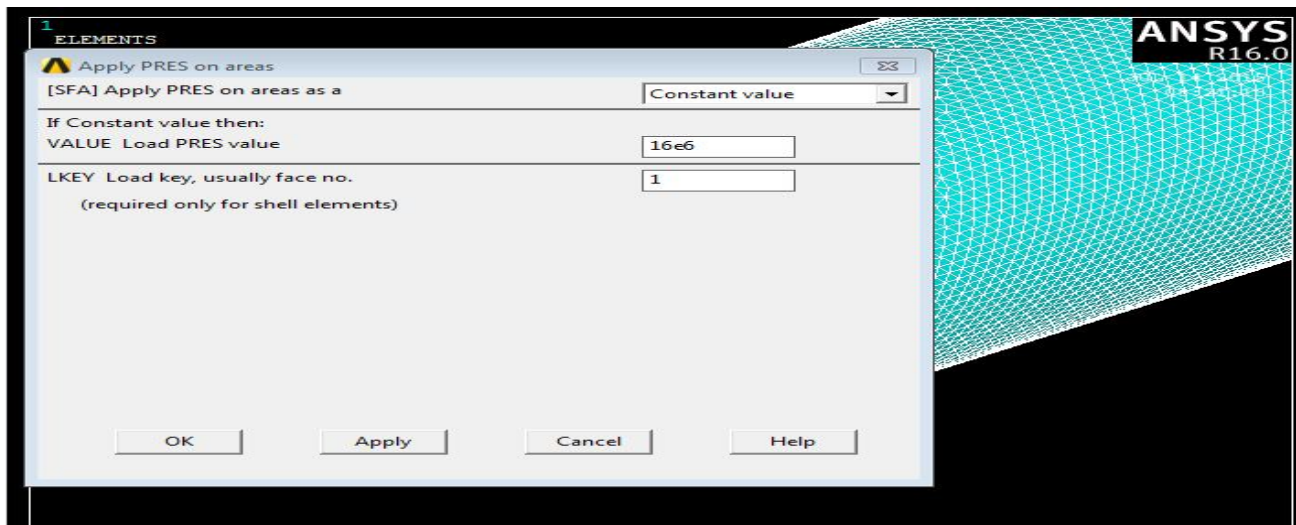 1
ELEMENTS
ANSYS
R16.0
Apply PRES on areas
[SFA] Apply PRES on areas as a
Constant value
If Constant value then:
VALUE Load PRES value
16e6
LKEY Load key, usually face no.
1
(required only for shell elements)
OK
Apply
Cancel
Help